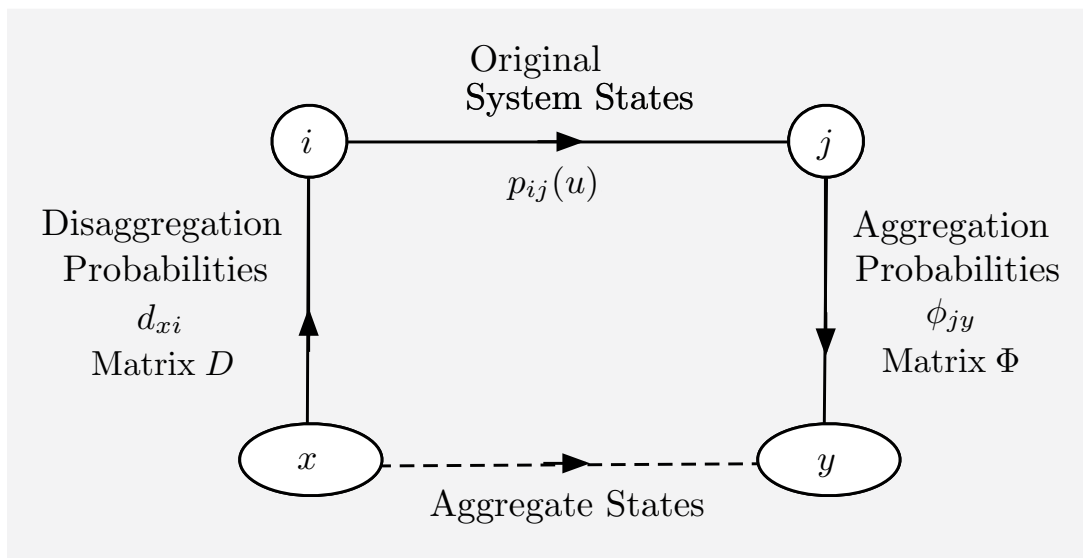 Original
System States
i
j
p_{ij}(u)
Disaggregation
Probabilities
d_{xi}
Matrix D
Aggregation
Probabilities
ϕ_{jy}
Matrix Φ
x
y
Aggregate States